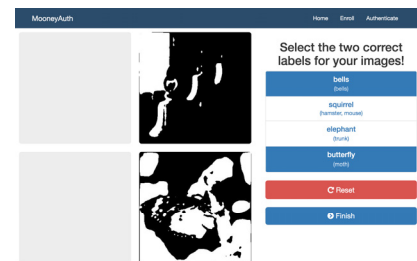 MooneyAuth Home Enroll Authenticate
Select the two correct
labels for your images!
bells
(bells)
squirrel
(hamster, mouse)
elephant
(trunk)
butterfly
(moth)
Reset
Finish